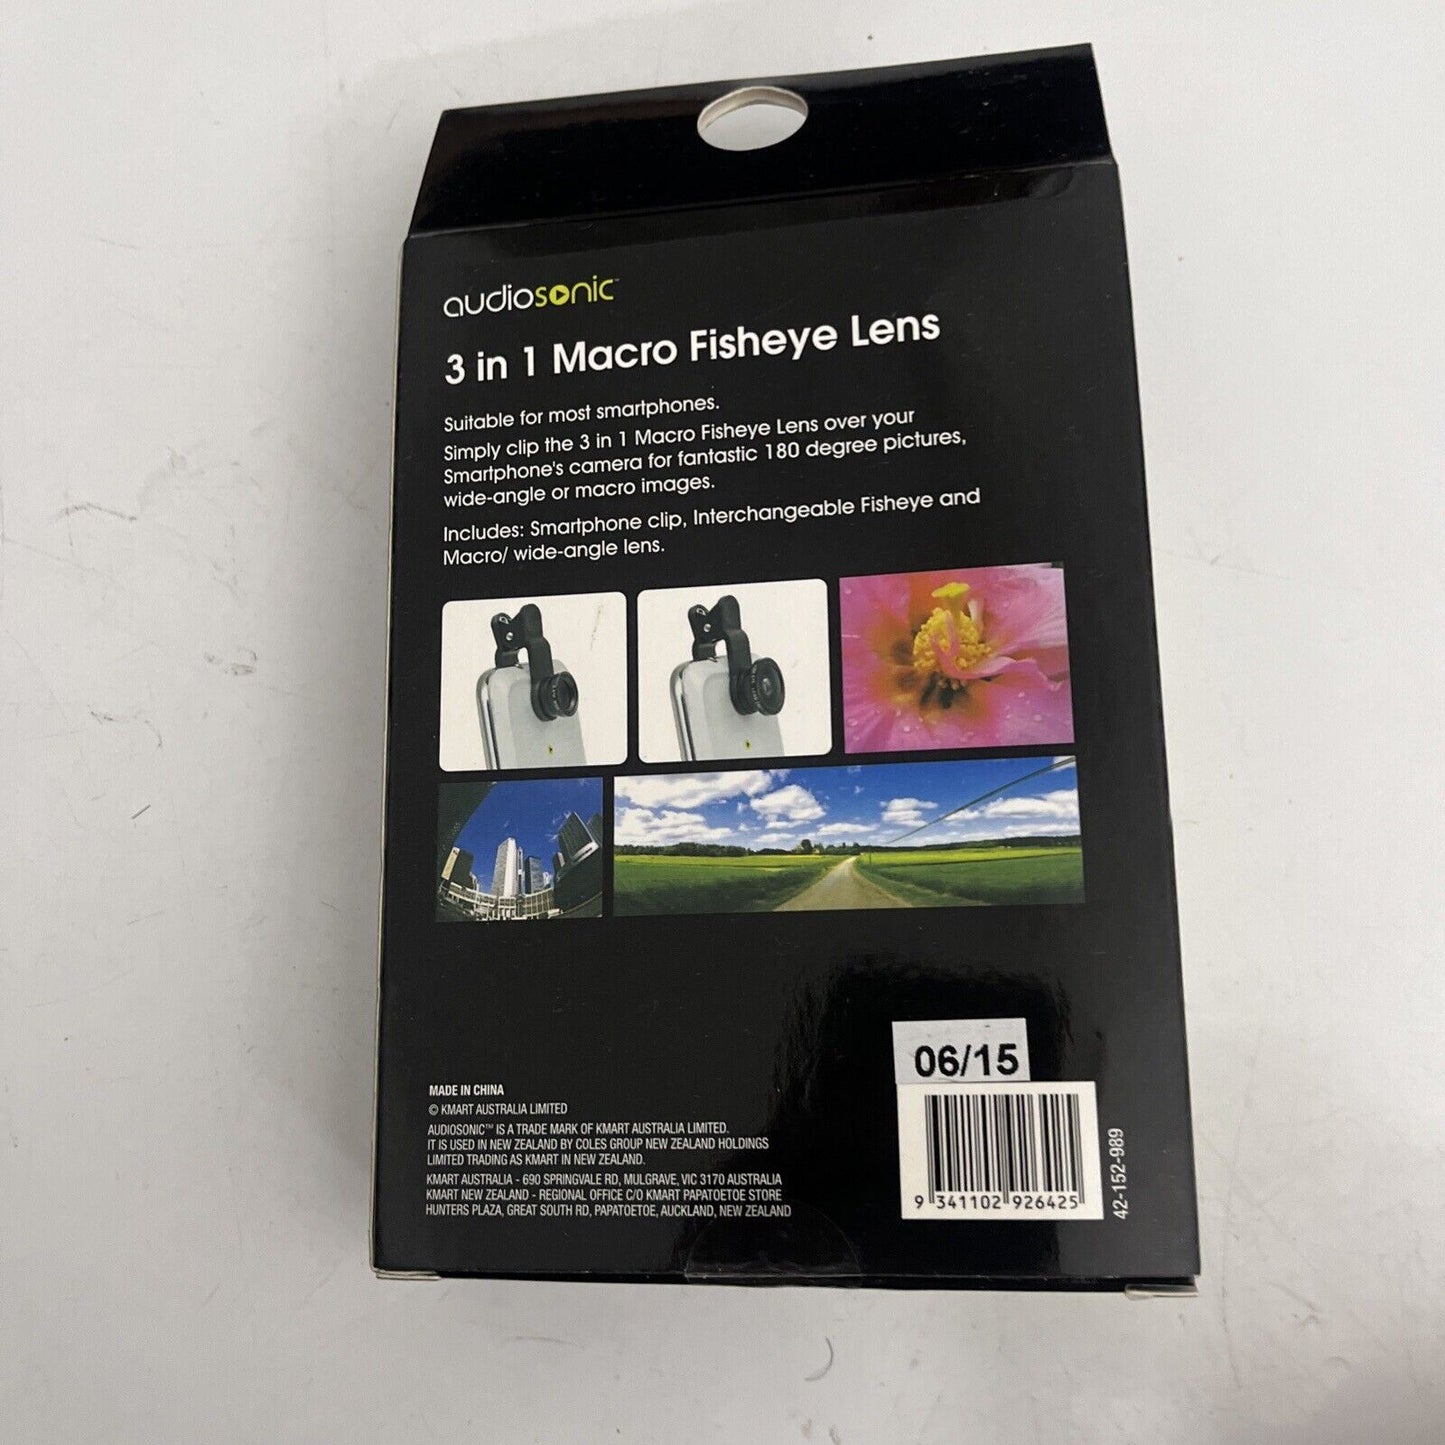 audiosonic™
3 in 1 Macro Fisheye Lens
Suitable for most smartphones.
Simply clip the 3 in 1 Macro Fisheye Lens over your
Smartphone's camera for fantastic 180 degree pictures,
wide-angle or macro images.
Includes: Smartphone clip, Interchangeable Fisheye and
Macro/ wide-angle lens.
06/15
MADE IN CHINA
© KMART AUSTRALIA LIMITED
AUDIOSONIC™ IS A TRADE MARK OF KMART AUSTRALIA LIMITED.
IT IS USED IN NEW ZEALAND BY COLES GROUP NEW ZEALAND HOLDINGS
LIMITED TRADING AS KMART IN NEW ZEALAND.
KMART AUSTRALIA - 690 SPRINGVALE RD, MULGRAVE, VIC 3170 AUSTRALIA
KMART NEW ZEALAND - REGIONAL OFFICE C/O KMART PAPATOETOE STORE
HUNTERS PLAZA, GREAT SOUTH RD, PAPATOETOE, AUCKLAND, NEW ZEALAND
9 341102 926425
42-152-989